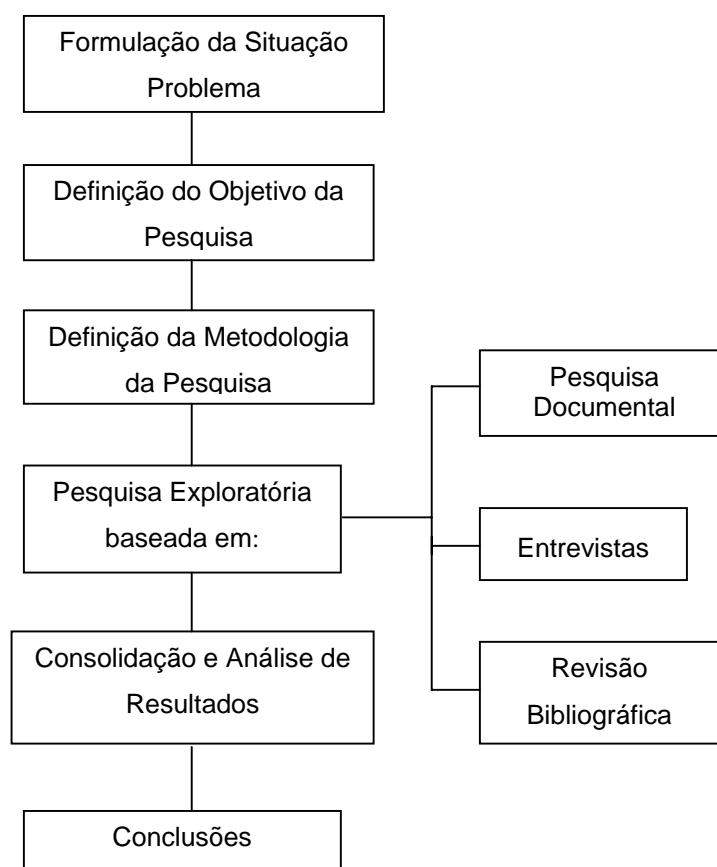 Formulação da Situação
Problema
Definição do Objetivo da
Pesquisa
Definição da Metodologia
da Pesquisa
Pesquisa Exploratória
baseada em:
Pesquisa
Documental
Entrevistas
Revisão
Bibliográfica
Consolidação e Análise de
Resultados
Conclusões